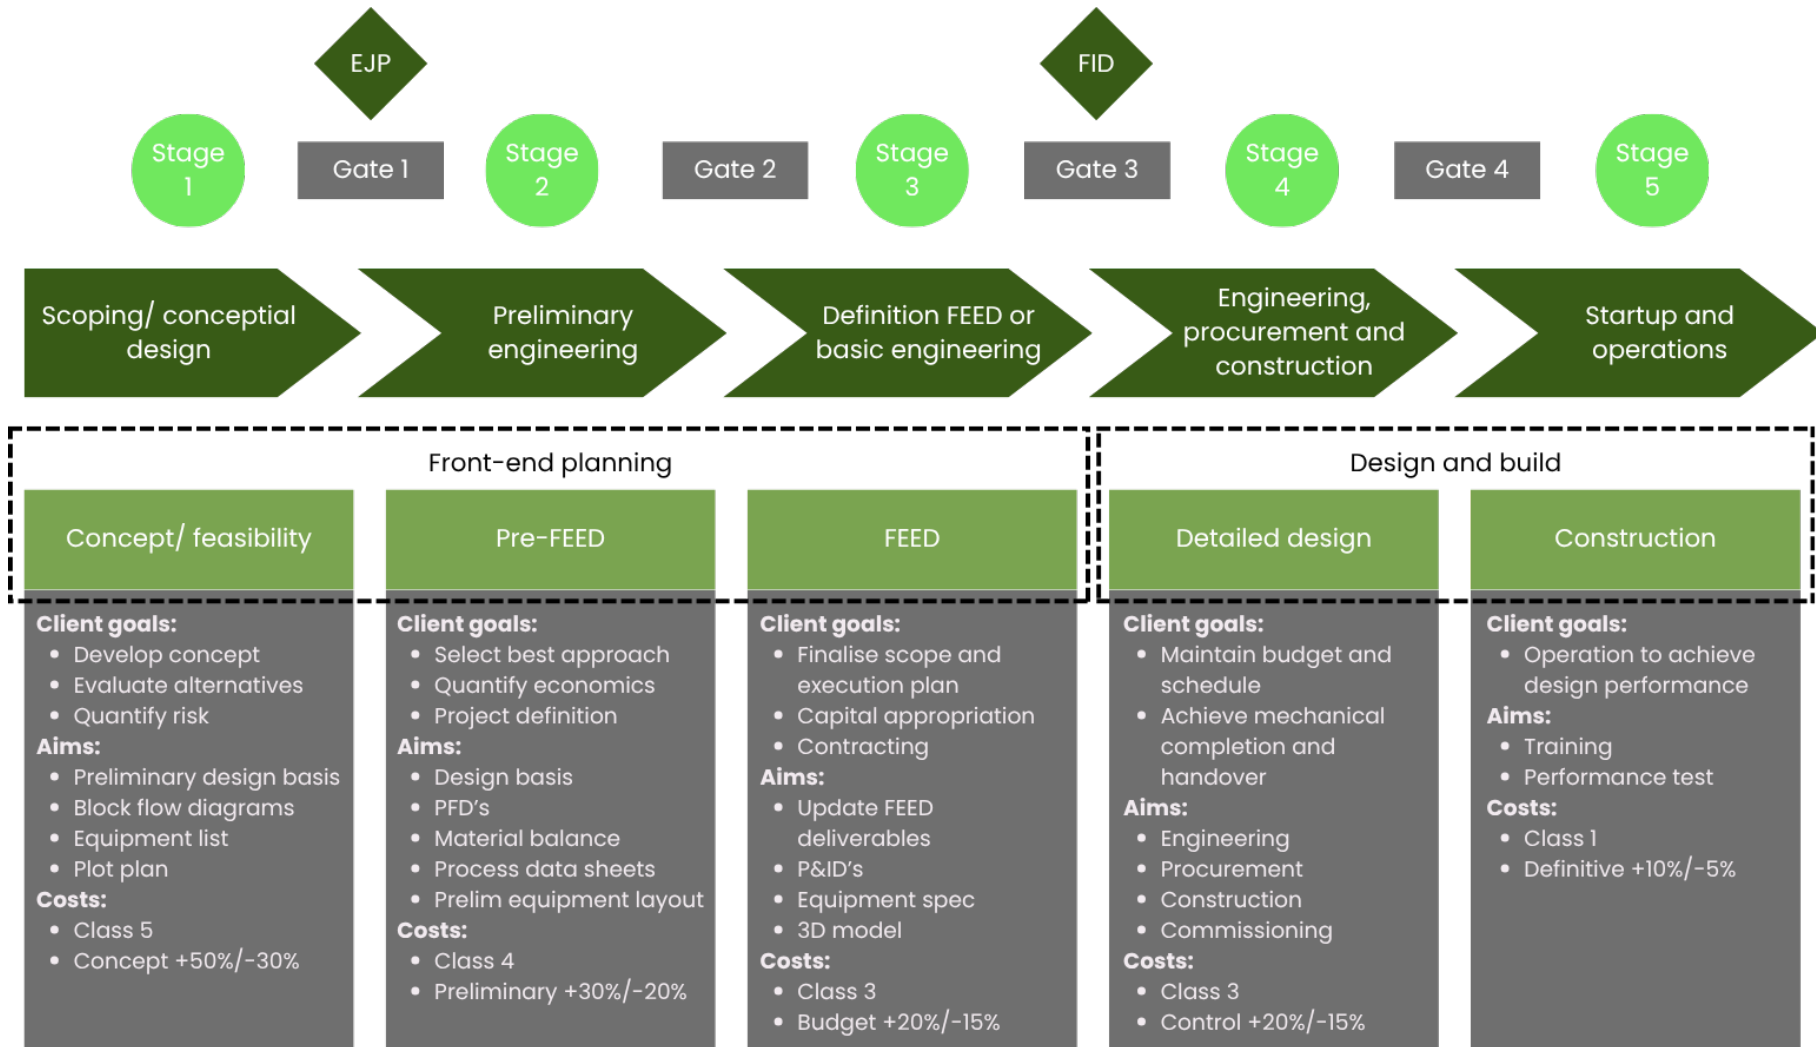 EJP
FID
Stage
1
Gate 1
Stage
2
Gate 2
Stage
3
Gate 3
Stage
4
Gate 4
Stage
5
Scoping/ conceptial
design
Preliminary
engineering
Definition FEED or
basic engineering
Engineering,
procurement and
construction
Startup and
operations
Front-end planning
Design and build
Concept/ feasibility
Pre-FEED
FEED
Detailed design
Construction
Client goals:
• Develop concept
• Evaluate alternatives
• Quantify risk
Aims:
• Preliminary design basis
• Block flow diagrams
• Equipment list
• Plot plan
Costs:
• Class 5
• Concept +50%/-30%
Client goals:
• Select best approach
• Quantify economics
• Project definition
Aims:
• Design basis
• PFD’s
• Material balance
• Process data sheets
• Prelim equipment layout
Costs:
• Class 4
• Preliminary +30%/-20%
Client goals:
• Finalise scope and
execution plan
• Capital appropriation
• Contracting
Aims:
• Update FEED
deliverables
• P&ID’s
• Equipment spec
• 3D model
Costs:
• Class 3
• Budget +20%/-15%
Client goals:
• Maintain budget and
schedule
• Achieve mechanical
completion and
handover
Aims:
• Engineering
• Procurement
• Construction
• Commissioning
Costs:
• Class 3
• Control +20%/-15%
Client goals:
• Operation to achieve
design performance
Aims:
• Training
• Performance test
Costs:
• Class 1
• Definitive +10%/-5%